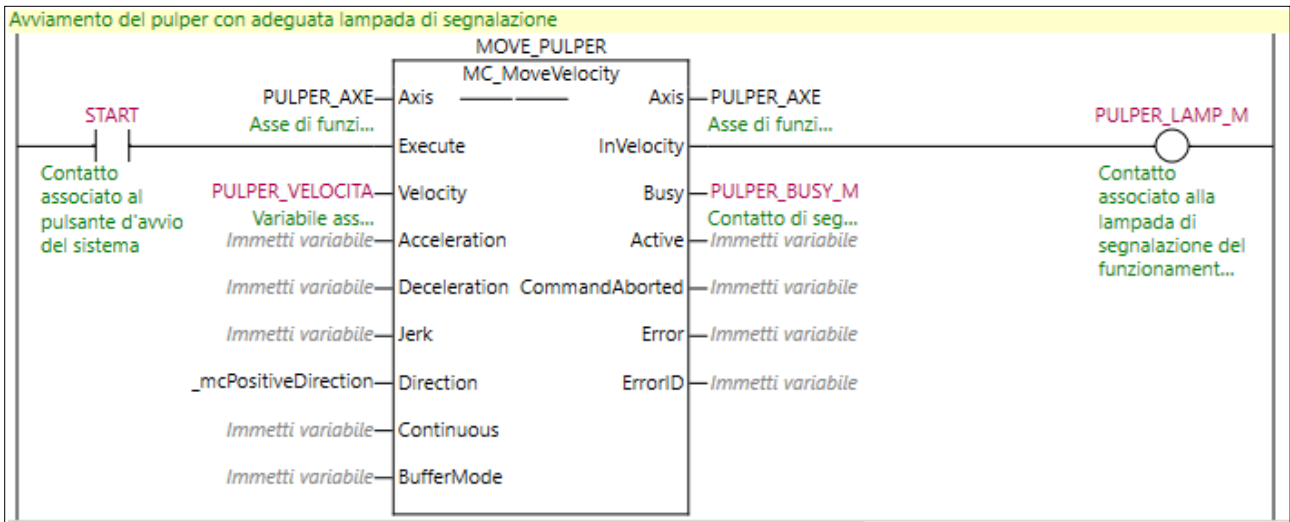 Avviamento del pulper con adeguata lampada di segnalazione
MOVE_PULPER
MC_MoveVelocity
PULPER_AXE
Axis
Axis
PULPER_AXE
START
Asse di funzi...
Asse di funzi...
PULPER_LAMP_M
Execute
InVelocity
Contatto
associato al
pulsante d'avvio
del sistema
PULPER_VELOCITA
Velocity
Busy
PULPER_BUSY_M
Variabile ass...
Contatto di seg...
Contatto
associato alla
lampada di
segnalazione del
funzionament...
Immetti variabile
Acceleration
Active
Immetti variabile
Immetti variabile
Deceleration
CommandAborted
Immetti variabile
Immetti variabile
Jerk
Error
Immetti variabile
_mcPositiveDirection
Direction
ErrorID
Immetti variabile
Immetti variabile
Continuous
Immetti variabile
BufferMode